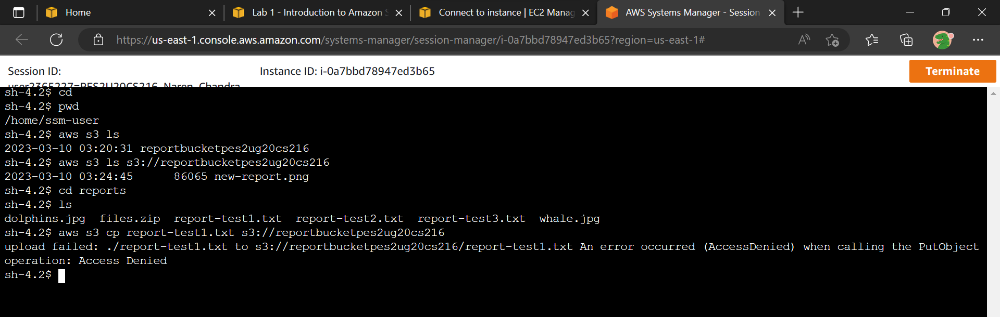 Home
Lab 1 - Introduction to Amazon S
Connect to instance | EC2 Manag
AWS Systems Manager - Session
https://us-east-1.console.aws.amazon.com/systems-manager/session-manager/i-0a7bbd78947ed3b65?region=us-east-1#
Session ID:
user2365227=PES2U20CS216_Naren_Chandra
Instance ID: i-0a7bbd78947ed3b65
Terminate
sh-4.2$ cd
sh-4.2$ pwd
/home/ssm-user
sh-4.2$ aws s3 ls
2023-03-10 03:20:31 reportbucketpes2ug20cs216
sh-4.2$ aws s3 ls s3://reportbucketpes2ug20cs216
2023-03-10 03:24:45      86065 new-report.png
sh-4.2$ cd reports
sh-4.2$ ls
dolphins.jpg  files.zip  report-test1.txt  report-test2.txt  report-test3.txt  whale.jpg
sh-4.2$ aws s3 cp report-test1.txt s3://reportbucketpes2ug20cs216
upload failed: ./report-test1.txt to s3://reportbucketpes2ug20cs216/report-test1.txt An error occurred (AccessDenied) when calling the PutObject
operation: Access Denied
sh-4.2$